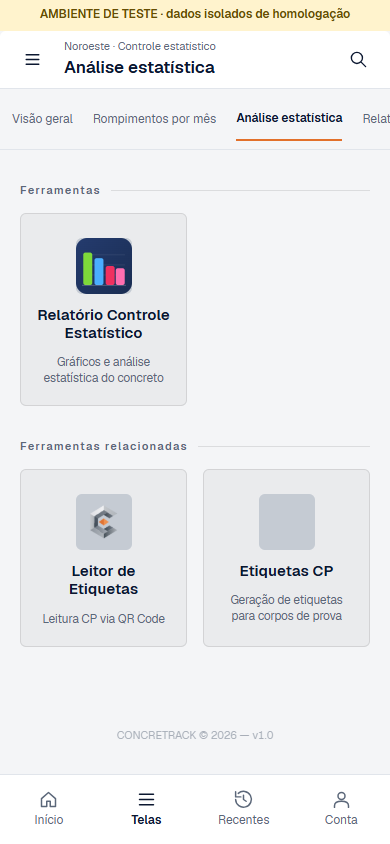 AMBIENTE DE TESTE · dados isolados de homologação
Noroeste · Controle estatístico
Análise estatística
Visão geral
Rompimentos por mês
Análise estatística
Relat
Ferramentas
Relatório Controle
Estatístico
Gráficos e análise
estatística do concreto
Ferramentas relacionadas
Leitor de
Etiquetas
Leitura CP via QR Code
Etiquetas CP
Geração de etiquetas
para corpos de prova
CONCRETRACK © 2026 — v1.0
Início
Telas
Recentes
Conta